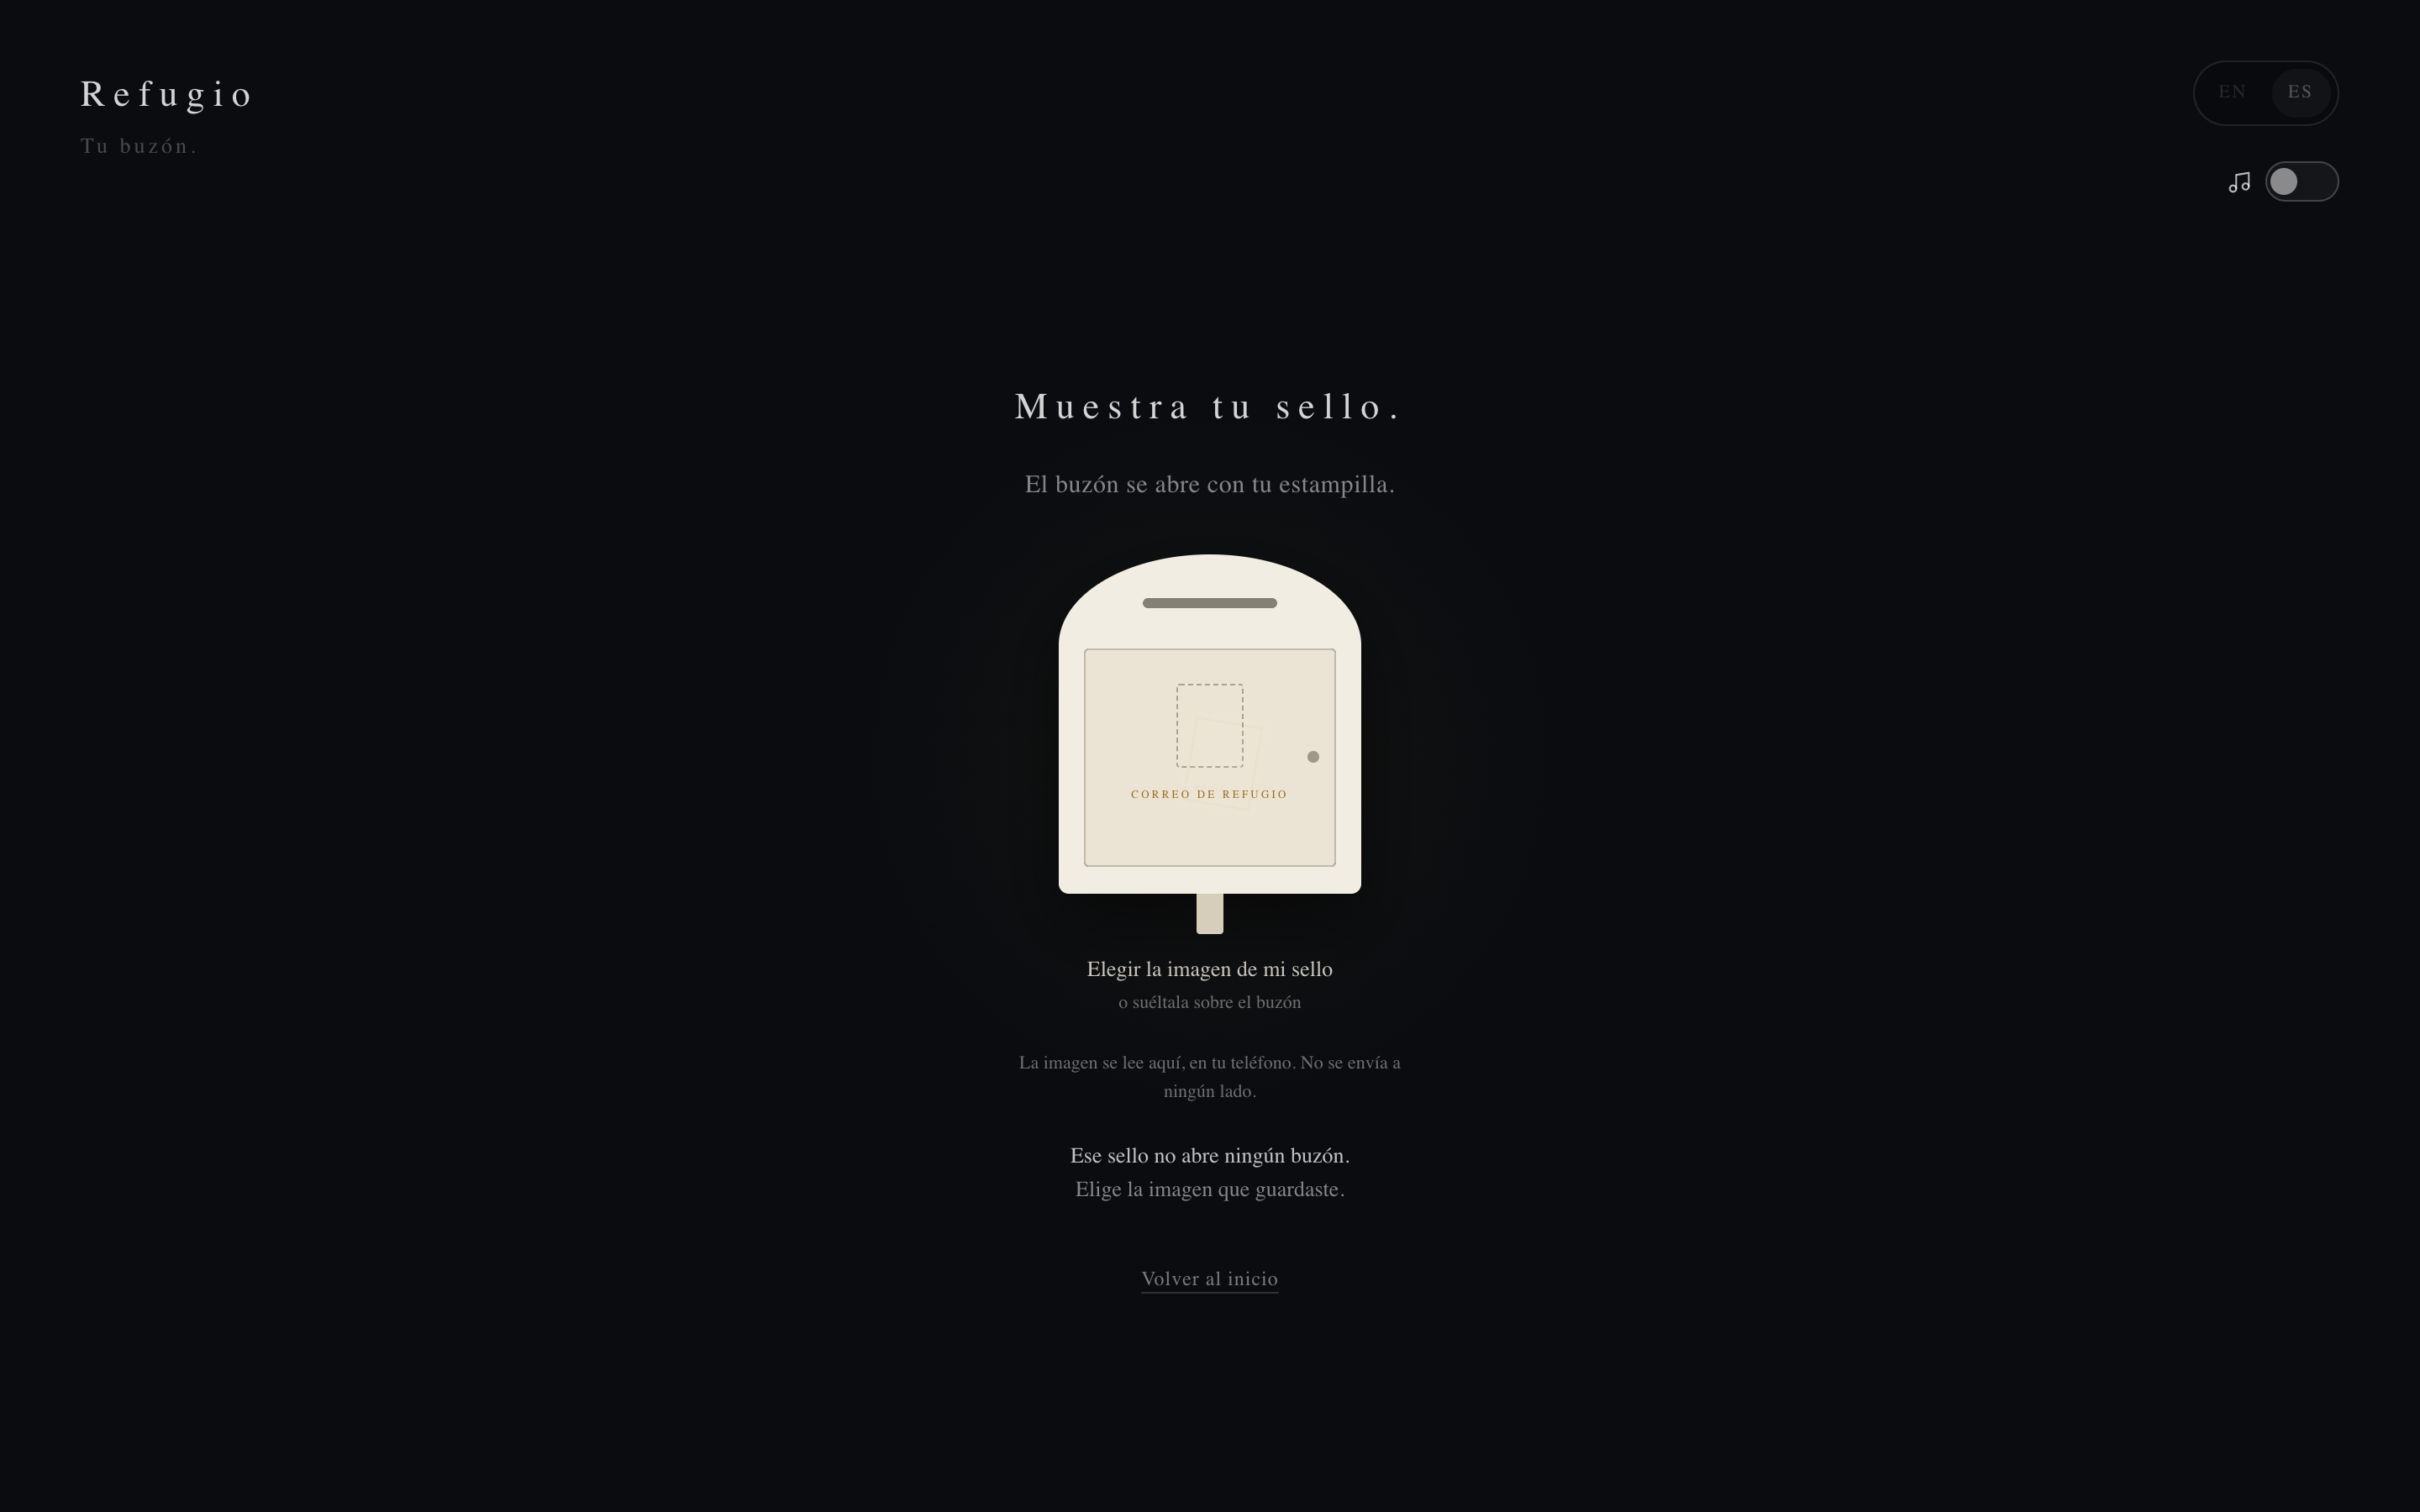 Refugio
Tu buzón.
EN ES
Muestra tu sello.
El buzón se abre con tu estampilla.
CORREO DE REFUGIO
Elegir la imagen de mi sello
o suéltala sobre el buzón
La imagen se lee aquí, en tu teléfono. No se envía a
ningún lado.
Ese sello no abre ningún buzón.
Elige la imagen que guardaste.
Volver al inicio